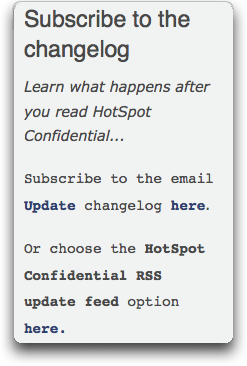 Subscribe to the
changelog
Learn what happens after
you read HotSpot
Confidential...
Subscribe to the email
Update changelog here.
Or choose the HotSpot
Confidential RSS
update feed option
here.